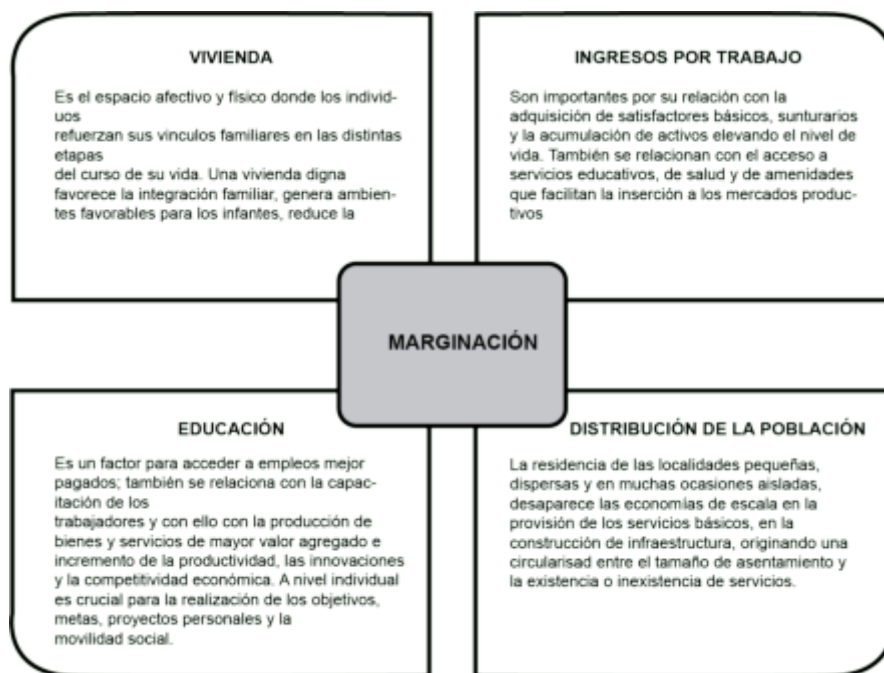 VIVIENDA
Es el espacio afectivo y físico donde los individ-
uos
refuerzan sus vinculos familiares en las distintas
etapas
del curso de su vida. Una vivienda digna
favorece la integración familiar, genera ambien-
tes favorables para los infantes, reduce la
INGRESOS POR TRABAJO
Son importantes por su relación con la
adquisición de satisfactores básicos, sunturarios
y la acumulación de activos elevando el nivel de
vida. También se relacionan con el acceso a
servicios educativos, de salud y de amenidades
que facilitan la inserción a los mercados produc-
tivos
MARGINACIÓN
EDUCACIÓN
Es un factor para acceder a empleos mejor
pagados; también se relaciona con la capac-
itación de los
trabajadores y con ello con la producción de
bienes y servicios de mayor valor agregado e
incremento de la productividad, las innovaciones
y la competitividad económica. A nivel individual
es crucial para la realización de los objetivos,
metas, proyectos personales y la
movilidad social.
DISTRIBUCIÓN DE LA POBLACIÓN
La residencia de las localidades pequeñas,
dispersas y en muchas ocasiones aisladas,
desaparece las economías de escala en la
provisión de los servicios básicos, en la
construcción de infraestructura, originando una
circularisad entre el tamaño de asentamiento y
la existencia o inexistencia de servicios.